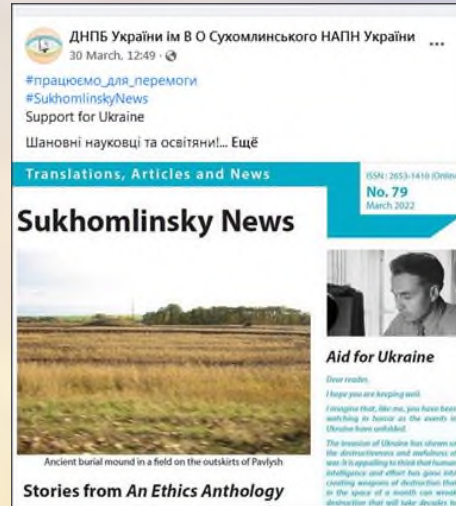 ДНПБ України ім В О Сухомлинського НАПН України
30 March, 12:49 ·
#працюємо_для_перемоги
#SukhomlinskyNews
Support for Ukraine
Шановні науковці та освітяни!... Ещё
Translations, Articles and News
ISSN: 2653-1410 (Online
No. 79
March 2022
Sukhomlinsky News
Ancient burial mound in a field on the outskirts of Pavlysh
Stories from An Ethics Anthology
Aid for Ukraine
Dear reader,
I hope you are keeping well.
I imagine that, like me, you have been
watching in horror as the events in
Ukraine have unfolded.
The invasion of Ukraine has shown us
the destructiveness and awfulness of
war. It is appalling to think that human
intelligence and effort has gone into
creating weapons of destruction that
in the space of a month can wreak
destruction that will take decades to